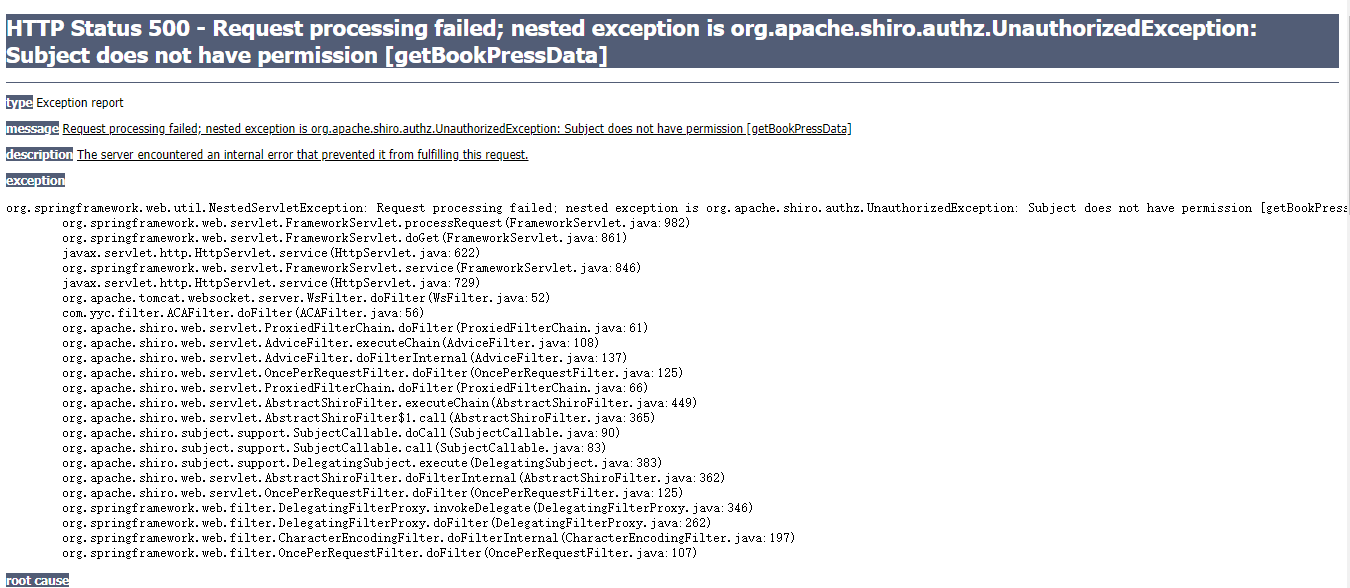 HTTP Status 500 - Request processing failed; nested exception is org.apache.shiro.authz.UnauthorizedException:
Subject does not have permission [getBookPressData]
type Exception report
message Request processing failed; nested exception is org.apache.shiro.authz.UnauthorizedException: Subject does not have permission [getBookPressData]
description The server encountered an internal error that prevented it from fulfilling this request.
exception
org.springframework.web.util.NestedServletException: Request processing failed; nested exception is org.apache.shiro.authz.UnauthorizedException: Subject does not have permission [getBookPress
org.springframework.web.servlet.FrameworkServlet.processRequest(FrameworkServlet.java:982)
org.springframework.web.servlet.FrameworkServlet.doGet(FrameworkServlet.java:861)
javax.servlet.http.HttpServlet.service(HttpServlet.java:622)
org.springframework.web.servlet.FrameworkServlet.service(FrameworkServlet.java:846)
javax.servlet.http.HttpServlet.service(HttpServlet.java:729)
org.apache.tomcat.websocket.server.WsFilter.doFilter(WsFilter.java:52)
com.yyc.filter.ACAFilter.doFilter(ACAFilter.java:56)
org.apache.shiro.web.servlet.ProxiedFilterChain.doFilter(ProxiedFilterChain.java:61)
org.apache.shiro.web.servlet.AdviceFilter.executeChain(AdviceFilter.java:108)
org.apache.shiro.web.servlet.AdviceFilter.doFilterInternal(AdviceFilter.java:137)
org.apache.shiro.web.servlet.OncePerRequestFilter.doFilter(OncePerRequestFilter.java:125)
org.apache.shiro.web.servlet.ProxiedFilterChain.doFilter(ProxiedFilterChain.java:66)
org.apache.shiro.web.servlet.AbstractShiroFilter.executeChain(AbstractShiroFilter.java:449)
org.apache.shiro.web.servlet.AbstractShiroFilter$1.call(AbstractShiroFilter.java:365)
org.apache.shiro.subject.support.SubjectCallable.doCall(SubjectCallable.java:90)
org.apache.shiro.subject.support.SubjectCallable.call(SubjectCallable.java:83)
org.apache.shiro.subject.support.DelegatingSubject.execute(DelegatingSubject.java:383)
org.apache.shiro.web.servlet.AbstractShiroFilter.doFilterInternal(AbstractShiroFilter.java:362)
org.apache.shiro.web.servlet.OncePerRequestFilter.doFilter(OncePerRequestFilter.java:125)
org.springframework.web.filter.DelegatingFilterProxy.invokeDelegate(DelegatingFilterProxy.java:346)
org.springframework.web.filter.DelegatingFilterProxy.doFilter(DelegatingFilterProxy.java:262)
org.springframework.web.filter.CharacterEncodingFilter.doFilterInternal(CharacterEncodingFilter.java:197)
org.springframework.web.filter.OncePerRequestFilter.doFilter(OncePerRequestFilter.java:107)
root cause